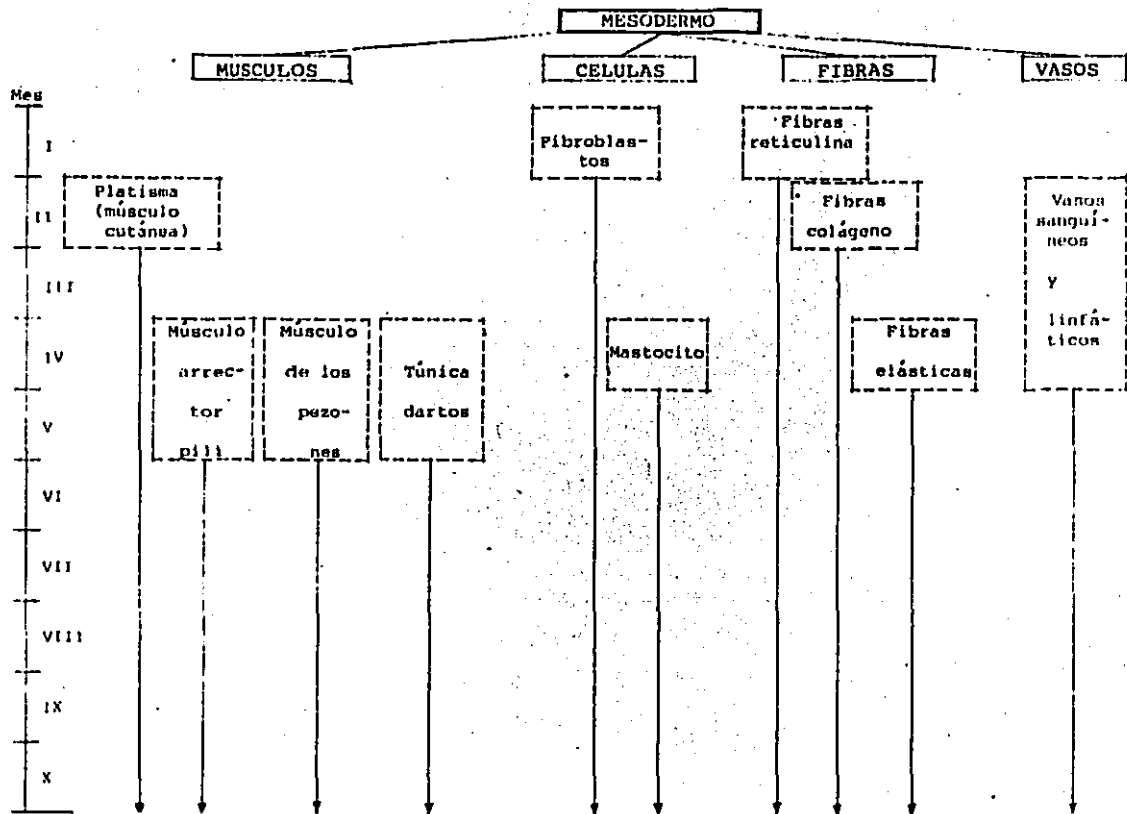 MESODERMO
MUSCULOS
CELULAS
FIBRAS
VASOS
Mes
I
II
III
IV
V
VI
VII
VIII
IX
X
Platisma
(músculo
cutánea)
Músculo
arrec-
tor
pili
Músculo
de los
pezo-
nes
Túnica
dartos
Fibroblas-
tos
Mastocito
Fibras
reticulina
Fibras
colágeno
Fibras
elásticas
Vasos
sanguí-
neos
y
linfá-
ticos